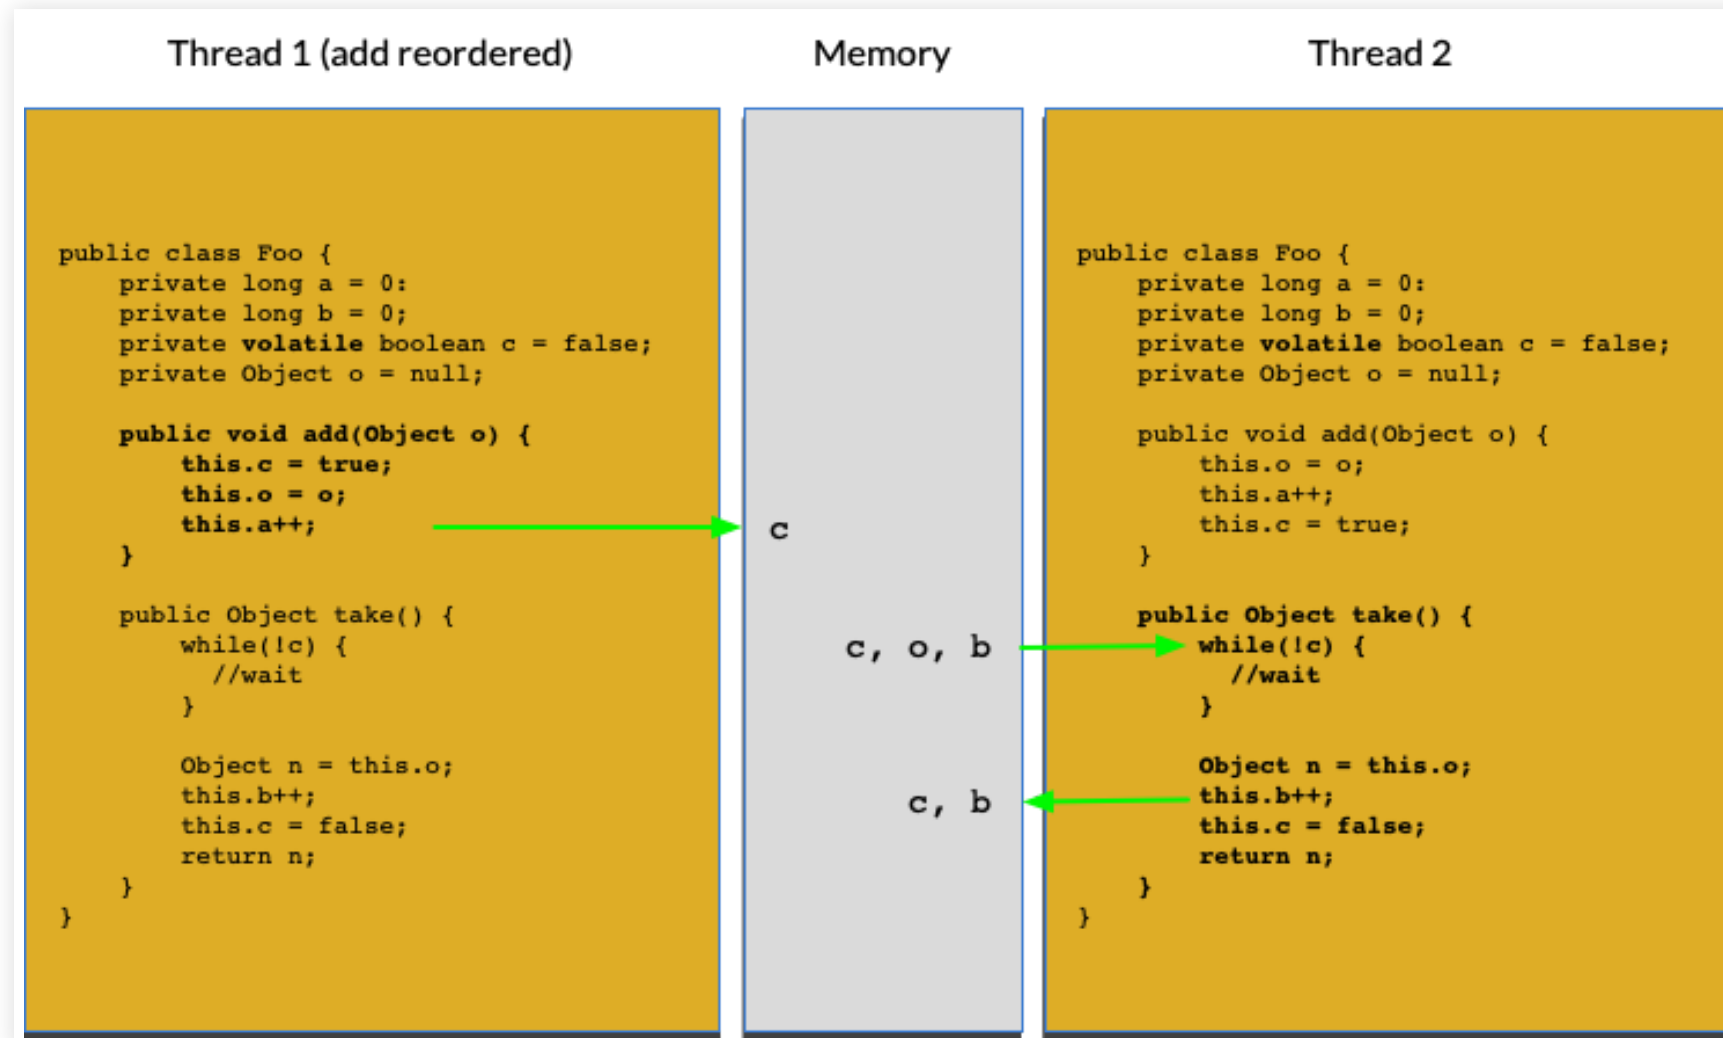 Thread 1 (add reordered)
public class Foo {
    private long a = 0:
    private long b = 0;
    private volatile boolean c = false;
    private Object o = null;

    public void add(Object o) {
        this.c = true;
        this.o = o;
        this.a++;
    }

    public Object take() {
        while(!c) {
          //wait
        }

        Object n = this.o;
        this.b++;
        this.c = false;
        return n;
    }
}
Memory
c
c, o, b
c, b
Thread 2
public class Foo {
    private long a = 0:
    private long b = 0;
    private volatile boolean c = false;
    private Object o = null;

    public void add(Object o) {
        this.o = o;
        this.a++;
        this.c = true;
    }

    public Object take() {
        while(!c) {
          //wait
        }

        Object n = this.o;
        this.b++;
        this.c = false;
        return n;
    }
}